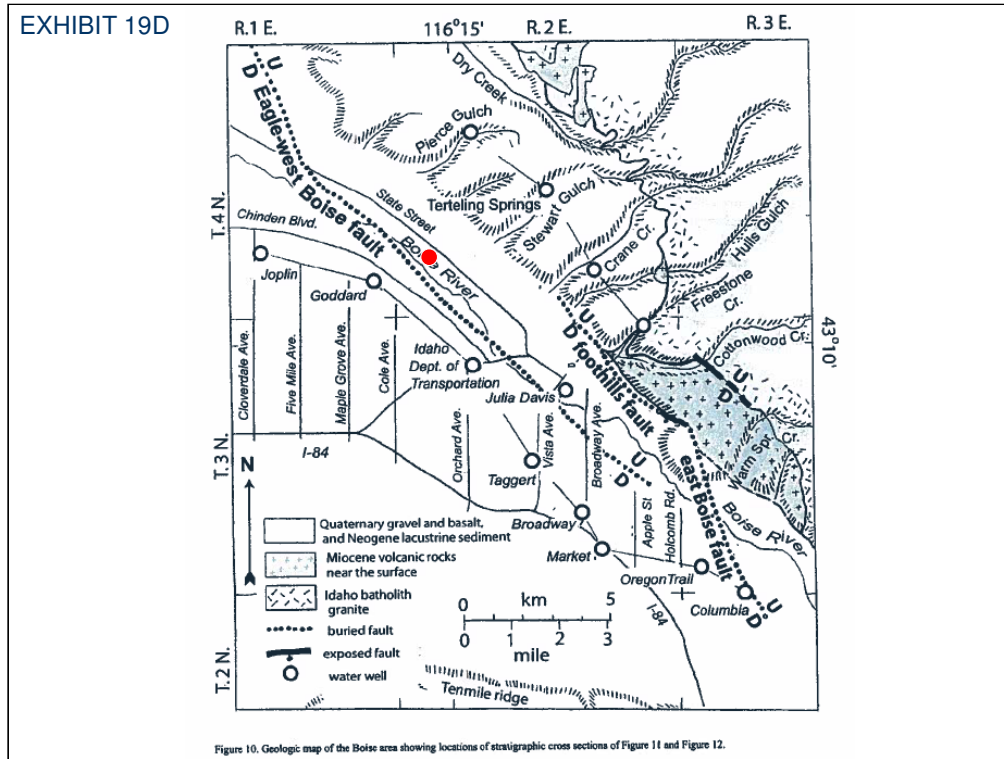 EXHIBIT 19D
R.1 E.
116°15'
R. 2 E.
R. 3 E.
U
D
Eagle-west Boise fault
Dry Creek
Pierce Gulch
Terteling Springs
Stewart Gulch
Crane Cr.
Hulls Gulch
Freestone
Cr.
Cottonwood Cr.
State Street
Boise River
Chinden Blvd.
T. 4 N.
Joplin
Goddard
43°10'
Cloverdale Ave.
Five Mile Ave.
Maple Grove Ave.
Cole Ave.
Idaho
Dept. of
Transportation
Julia Davis
U
D
foothills fault
U
D
Warm Spr.
Cr.
T. 3 N.
I-84
Orchard Ave.
Vista Ave.
Broadway Ave.
Taggert
U
D
east Boise fault
Boise River
N
Broadway
Market
Apple St
Holcomb Rd.
Oregon Trail
Columbia
U
D
I-84
Quaternary gravel and basalt,
and Neogene lacustrine sediment
Miocene volcanic rocks
near the surface
Idaho batholith
granite
buried fault
exposed fault
water well
0 km 5
0 1 2 3
mile
T. 2 N.
Tenmile ridge
Figure 10. Geologic map of the Boise area showing locations of stratigraphic cross sections of Figure 11 and Figure 12.